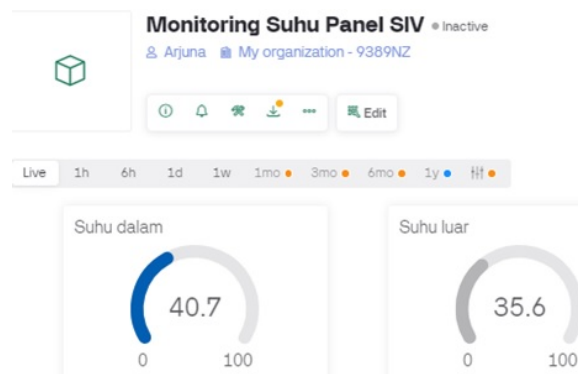 Monitoring Suhu Panel SIV Inactive
Arjuna My organization - 9389NZ
Edit
Live 1h 6h 1d 1w 1mo 3mo 6mo 1y
Suhu dalam Suhu luar
40.7 35.6
0 100 0 100